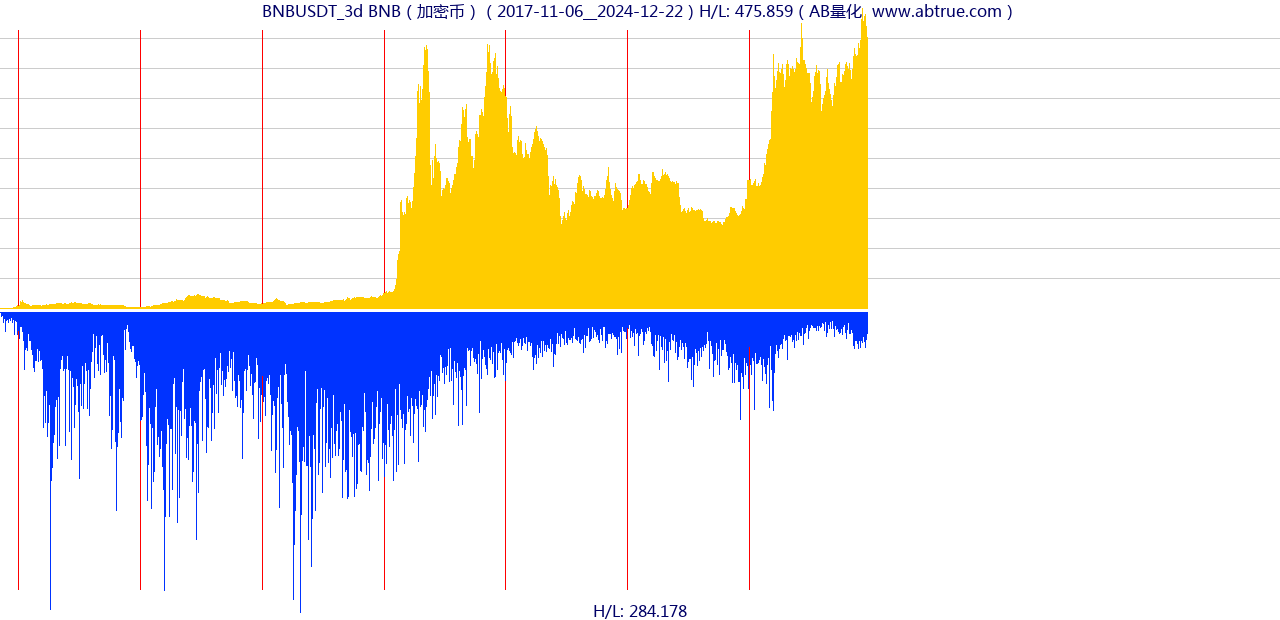 BNBUSDT_3d BNB（加密币）（2017-11-06__2024-12-22）H/L: 475.859（AB量化   www.abtrue.com）
H/L: 284.178